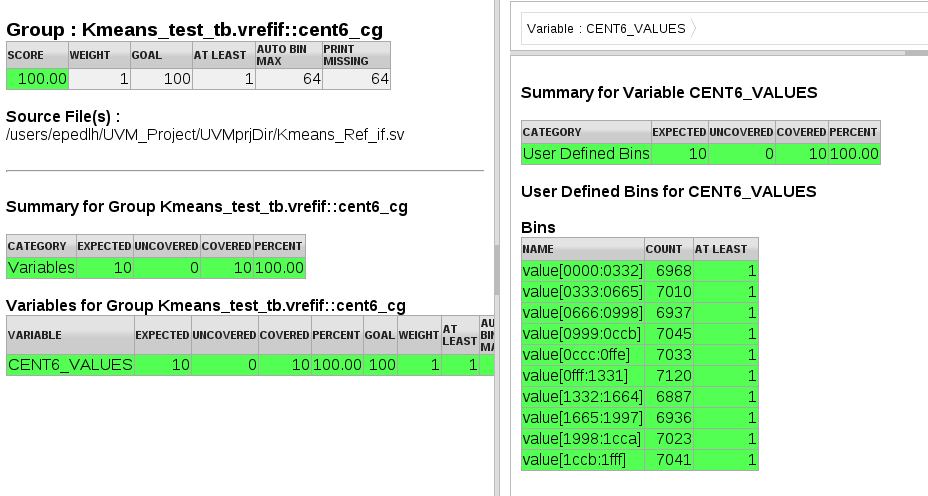 Group : Kmeans_test_tb.vrefif::cent6_cg
SCORE WEIGHT GOAL AT LEAST AUTO BIN MAX PRINT MISSING
100.00 1 100 1 64 64
Source File(s) :
/users/epedlh/UVM_Project/UVMprjDir/Kmeans_Ref_if.sv
Summary for Group Kmeans_test_tb.vrefif::cent6_cg
CATEGORY EXPECTED UNCOVERED COVERED PERCENT
Variables 10 0 10 100.00
Variables for Group Kmeans_test_tb.vrefif::cent6_cg
VARIABLE EXPECTED UNCOVERED COVERED PERCENT GOAL WEIGHT AT LEAST AU BIN MA
CENT6_VALUES 10 0 10 100.00 100 1 1
Variable : CENT6_VALUES
Summary for Variable CENT6_VALUES
CATEGORY EXPECTED UNCOVERED COVERED PERCENT
User Defined Bins 10 0 10 100.00
User Defined Bins for CENT6_VALUES
Bins
NAME COUNT AT LEAST
value[0000:0332] 6968 1
value[0333:0665] 7010 1
value[0666:0998] 6937 1
value[0999:0ccb] 7045 1
value[0ccc:0ffe] 7033 1
value[0fff:1331] 7120 1
value[1332:1664] 6887 1
value[1665:1997] 6936 1
value[1998:1cca] 7023 1
value[1ccb:1fff] 7041 1